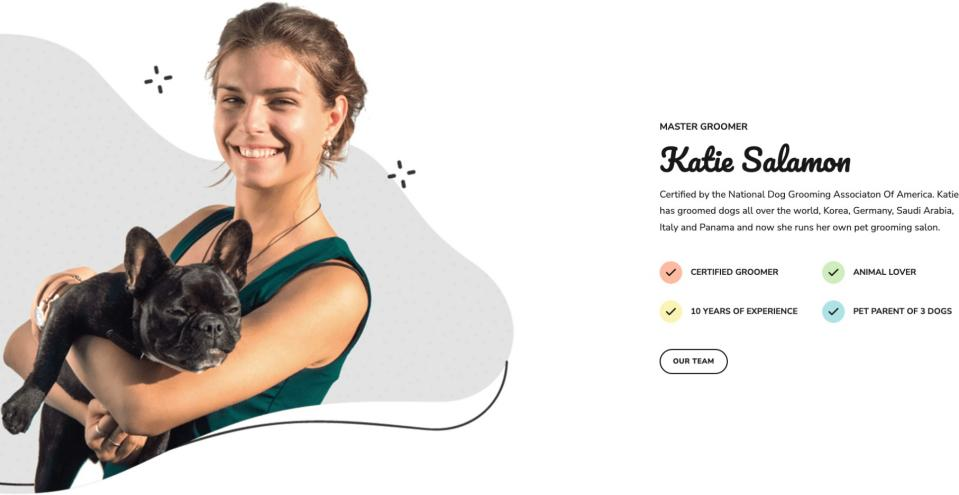 MASTER GROOMER
Katie Salamon
Certified by the National Dog Grooming Associaton Of America. Katie
has groomed dogs all over the world, Korea, Germany, Saudi Arabia,
Italy and Panama and now she runs her own pet grooming salon.
CERTIFIED GROOMER
ANIMAL LOVER
10 YEARS OF EXPERIENCE
PET PARENT OF 3 DOGS
OUR TEAM